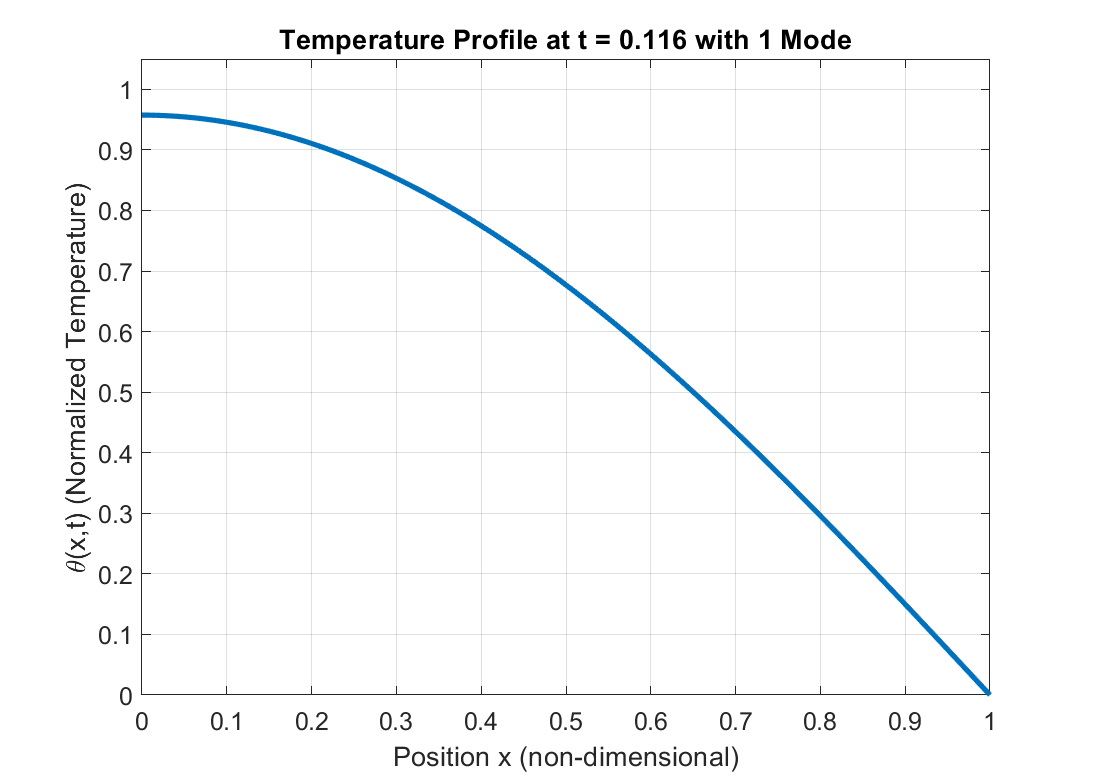 Temperature Profile at t = 0.116 with 1 Mode
θ(x,t) (Normalized Temperature)
1
0.9
0.8
0.7
0.6
0.5
0.4
0.3
0.2
0.1
0
0 0.1 0.2 0.3 0.4 0.5 0.6 0.7 0.8 0.9 1
Position x (non-dimensional)